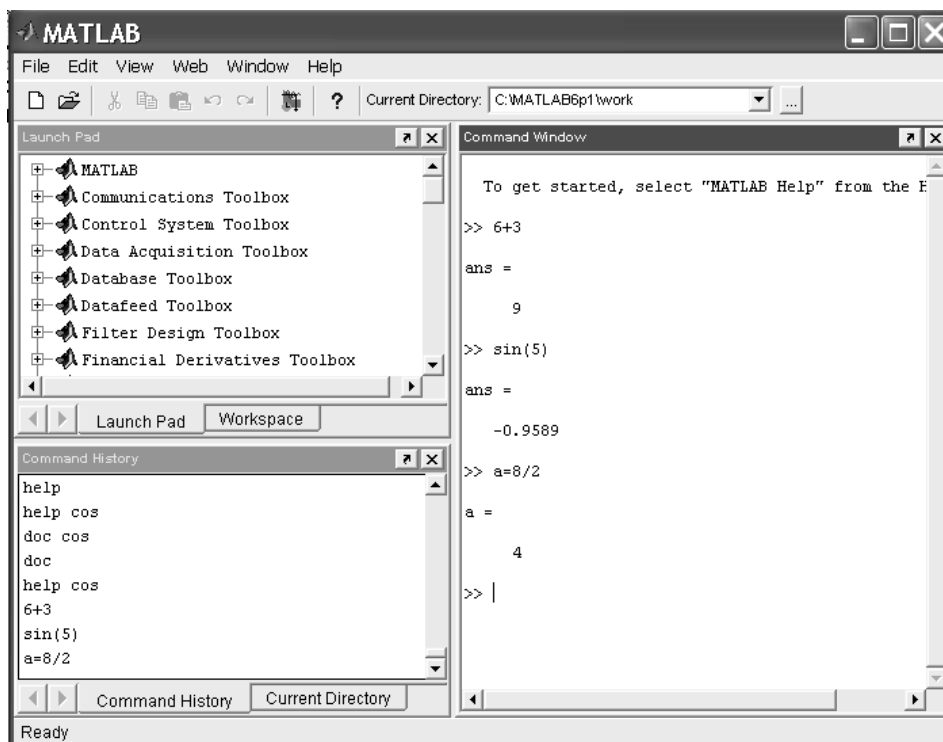 MATLAB
File Edit View Web Window Help
? Current Directory: C:\MATLAB6p1\work ...
Launch Pad
MATLAB
Communications Toolbox
Control System Toolbox
Data Acquisition Toolbox
Database Toolbox
Datafeed Toolbox
Filter Design Toolbox
Financial Derivatives Toolbox
Launch Pad Workspace
Command History
help
help cos
doc cos
doc
help cos
6+3
sin(5)
a=8/2
Command History Current Directory
Command Window
To get started, select "MATLAB Help" from the
>> 6+3
ans =
9
>> sin(5)
ans =
-0.9589
>> a=8/2
a =
4
>>
Ready